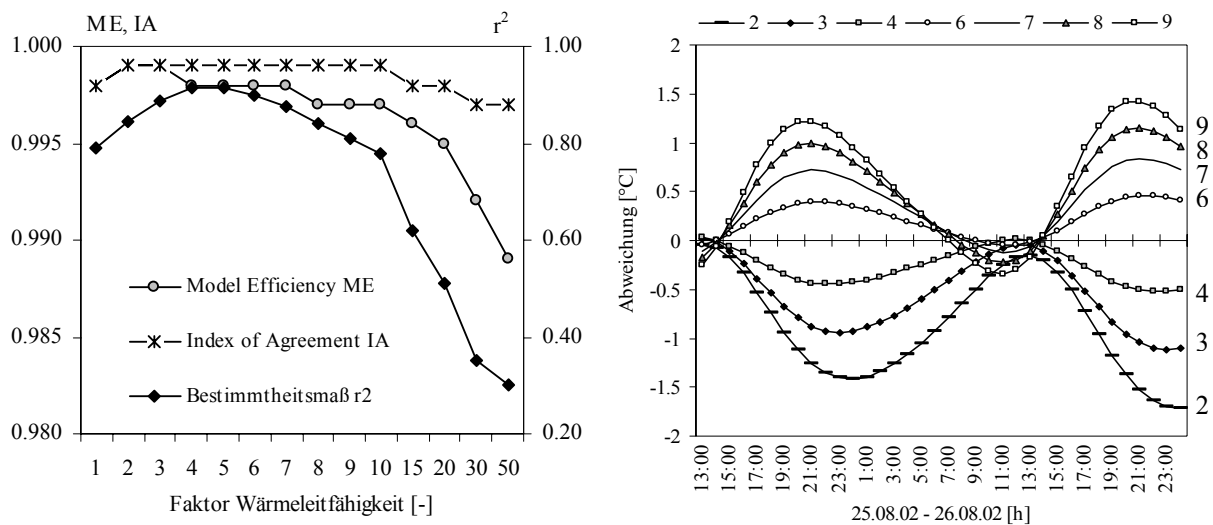 ME, IA
r²
1.000
0.995
0.990
0.985
0.980
1.00
0.80
0.60
0.40
0.20
Model Efficiency ME
Index of Agreement IA
Bestimmtheitsmaß r2
1 2 3 4 5 6 7 8 9 10 15 20 30 50
Faktor Wärmeleitfähigkeit [-]
2 3 4 6 7 8 9
2
1.5
1
0.5
0
-0.5
-1
-1.5
-2
Abweichung [°C]
9
8
7
6
4
3
2
13:00 15:00 17:00 19:00 21:00 23:00 1:00 3:00 5:00 7:00 9:00 11:00 13:00 15:00 17:00 19:00 21:00 23:00
25.08.02 - 26.08.02 [h]